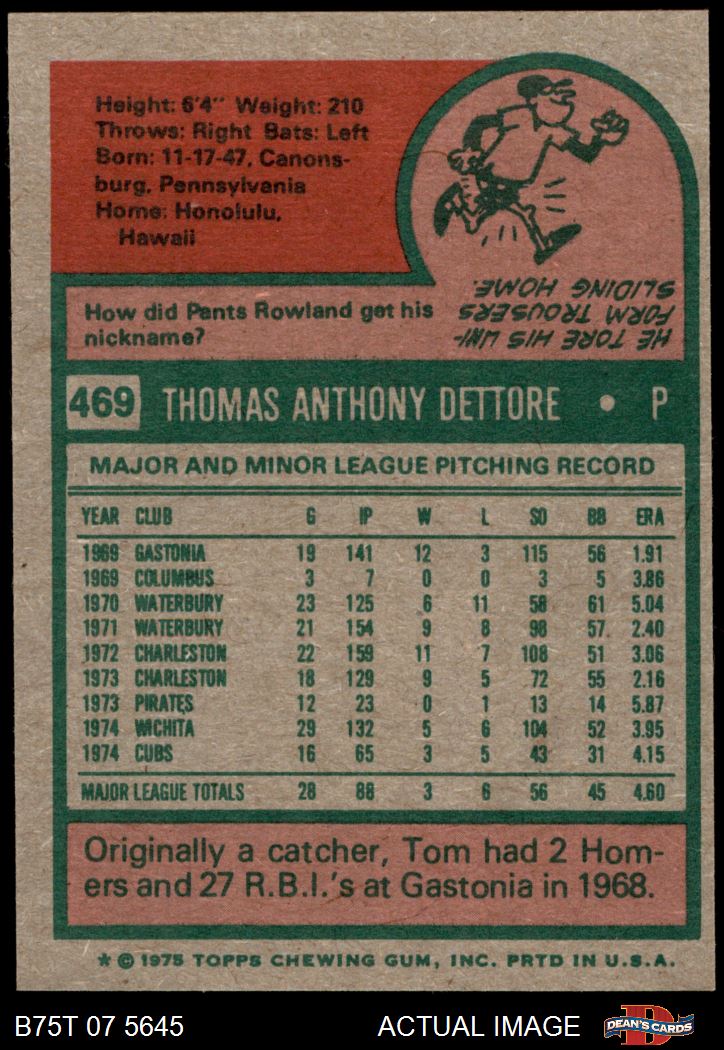 Height: 6'4" Weight: 210
Throws: Right Bats: Left
Born: 11-17-47, Canons-
burg, Pennsylvania
Home: Honolulu,
Hawaii
How did Pants Rowland get his
nickname?
HE TORE HIS UNI-
FORM TROUSERS
SLIDING HOME.
469 THOMAS ANTHONY DETTORE • P
MAJOR AND MINOR LEAGUE PITCHING RECORD
YEAR CLUB G IP W L SO BB ERA
1969 GASTONIA 19 141 12 3 115 56 1.91
1969 COLUMBUS 3 7 0 0 3 5 3.86
1970 WATERBURY 23 125 6 11 58 61 5.04
1971 WATERBURY 21 154 9 8 98 57. 2.40
1972 CHARLESTON 22 159 11 7 108 51 3.06
1973 CHARLESTON 18 129 9 5 72 55 2.16
1973 PIRATES 12 23 0 1 13 14 5.87
1974 WICHITA 29 132 5 6 104 52 3.95
1974 CUBS 16 65 3 5 43 31 4.15
MAJOR LEAGUE TOTALS 28 88 3 6 56 45 4.60
Originally a catcher, Tom had 2 Hom-
ers and 27 R.B.I.'s at Gastonia in 1968.
* © 1975 TOPPS CHEWING GUM, INC. PRTD IN U.S.A.
B75T 07 5645 ACTUAL IMAGE DEAN'S CARDS